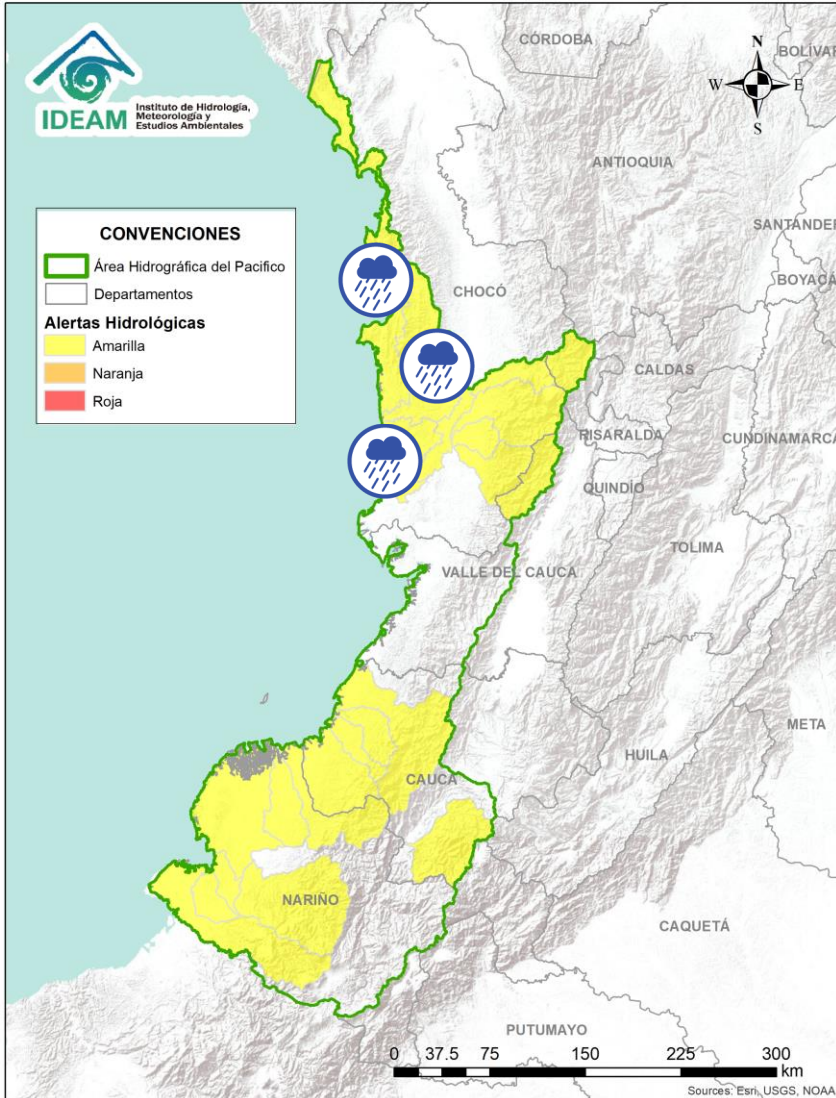 IDEAM
Instituto de Hidrología,
Meteorología y
Estudios Ambientales
CONVENCIONES
Área Hidrográfica del Pacifico
Departamentos
Alertas Hidrológicas
Amarilla
Naranja
Roja
N
W E
S
CÓRDOBA
BOLÍVAR
ANTIOQUIA
SANTANDER
BOYACÁ
CHOCÓ
CALDAS
RISARALDA
CUNDINAMARCA
QUINDÍO
TOLIMA
VALLE DEL CAUCA
META
HUILA
CAUCA
NARIÑO
CAQUETÁ
PUTUMAYO
0 37.5 75 150 225 300
km
Sources: Esri, USGS, NOAA